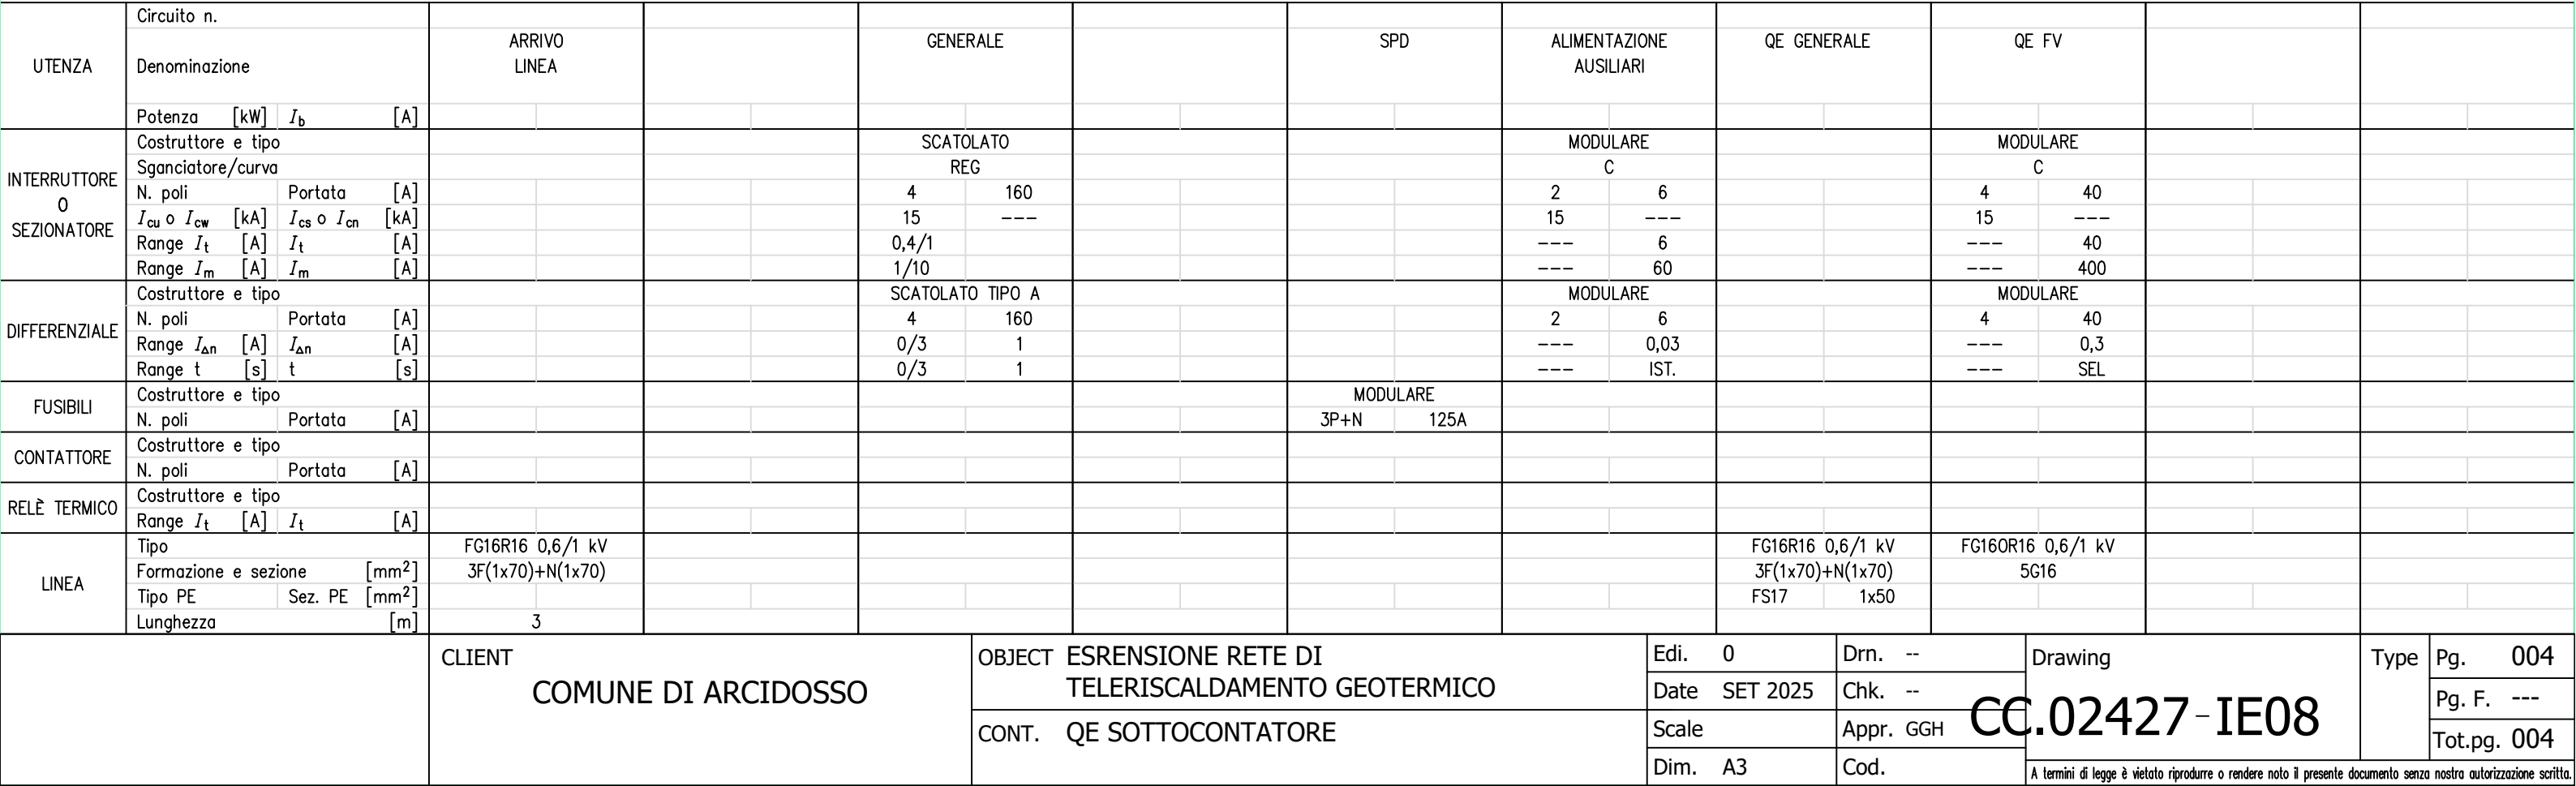 Circuito n.
UTENZA
Denominazione
ARRIVO
LINEA
GENERALE
SPD
ALIMENTAZIONE
AUSILIARI
QE GENERALE
QE FV
Potenza [kW] Ib [A]
INTERRUTTORE
O
SEZIONATORE
Costruttore e tipo SCATOLATO MODULARE MODULARE
Sganciatore/curva REG C C
N. poli Portata [A] 4 160 2 6 4 40
Icu o Icw [kA] Ics o Icn [kA] 15 --- 15 --- 15 ---
Range It [A] It [A] 0,4/1 --- 6 --- 40
Range Im [A] Im [A] 1/10 --- 60 --- 400
DIFFERENZIALE
Costruttore e tipo SCATOLATO TIPO A MODULARE MODULARE
N. poli Portata [A] 4 160 2 6 4 40
Range IΔn [A] IΔn [A] 0/3 1 --- 0,03 --- 0,3
Range t [s] t [s] 0/3 1 --- IST. --- SEL
FUSIBILI
Costruttore e tipo MODULARE
N. poli Portata [A] 3P+N 125A
CONTATTORE
Costruttore e tipo
N. poli Portata [A]
RELÈ TERMICO
Costruttore e tipo
Range It [A] It [A]
LINEA
Tipo FG16R16 0,6/1 kV FG16R16 0,6/1 kV FG16OR16 0,6/1 kV
Formazione e sezione [mm²] 3F(1x70)+N(1x70) 3F(1x70)+N(1x70) 5G16
Tipo PE Sez. PE [mm²] FS17 1x50
Lunghezza [m] 3
CLIENT
COMUNE DI ARCIDOSSO
OBJECT ESRENSIONE RETE DI
TELERISCALDAMENTO GEOTERMICO
CONT. QE SOTTOCONTATORE
Edi. 0
Date SET 2025
Scale
Dim. A3
Drn. --
Chk. --
Appr. GGH
Cod.
Drawing
CC.02427-IE08
A termini di legge è vietato riprodurre o rendere noto il presente documento senza nostra autorizzazione scritta.
Type
Pg. 004
Pg. F. ---
Tot.pg. 004